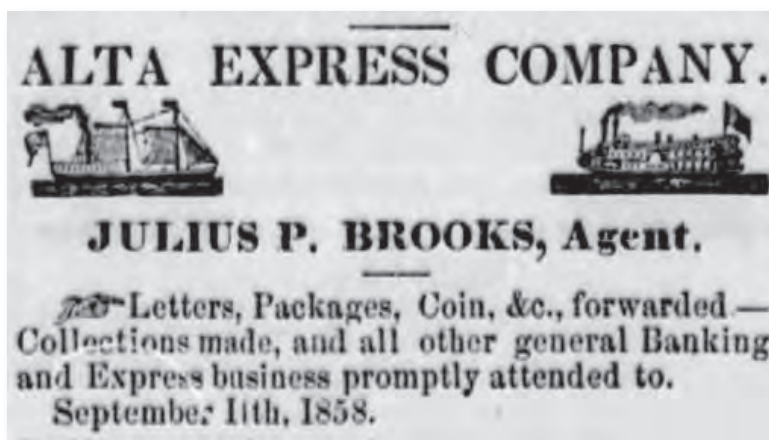 ALTA EXPRESS COMPANY.
JULIUS P. BROOKS, Agent.
Letters, Packages, Coin, &c., forwarded—
Collections made, and all other general Banking
and Express business promptly attended to.
September 11th, 1858.